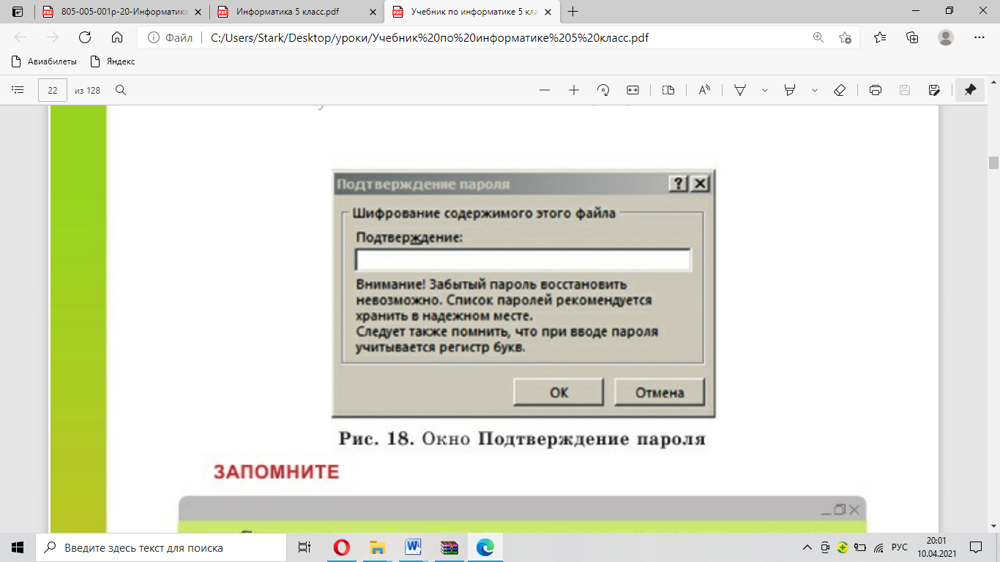 805-005-001р-20-Информатика
Информатика 5 класс.pdf
Учебник по информатике 5 кла
Файл
C:/Users/Stark/Desktop/уроки/Учебник%20по%20информатике%205%20класс.pdf
Авиабилеты
Яндекс
22
из 128
Подтверждение пароля
Шифрование содержимого этого файла
Подтверждение:
Внимание! Забытый пароль восстановить
невозможно. Список паролей рекомендуется
хранить в надежном месте.
Следует также помнить, что при вводе пароля
учитывается регистр букв.
ОК
Отмена
Рис. 18. Окно Подтверждение пароля
ЗАПОМНИТЕ
Введите здесь текст для поиска
РУС
20:01
10.04.2021